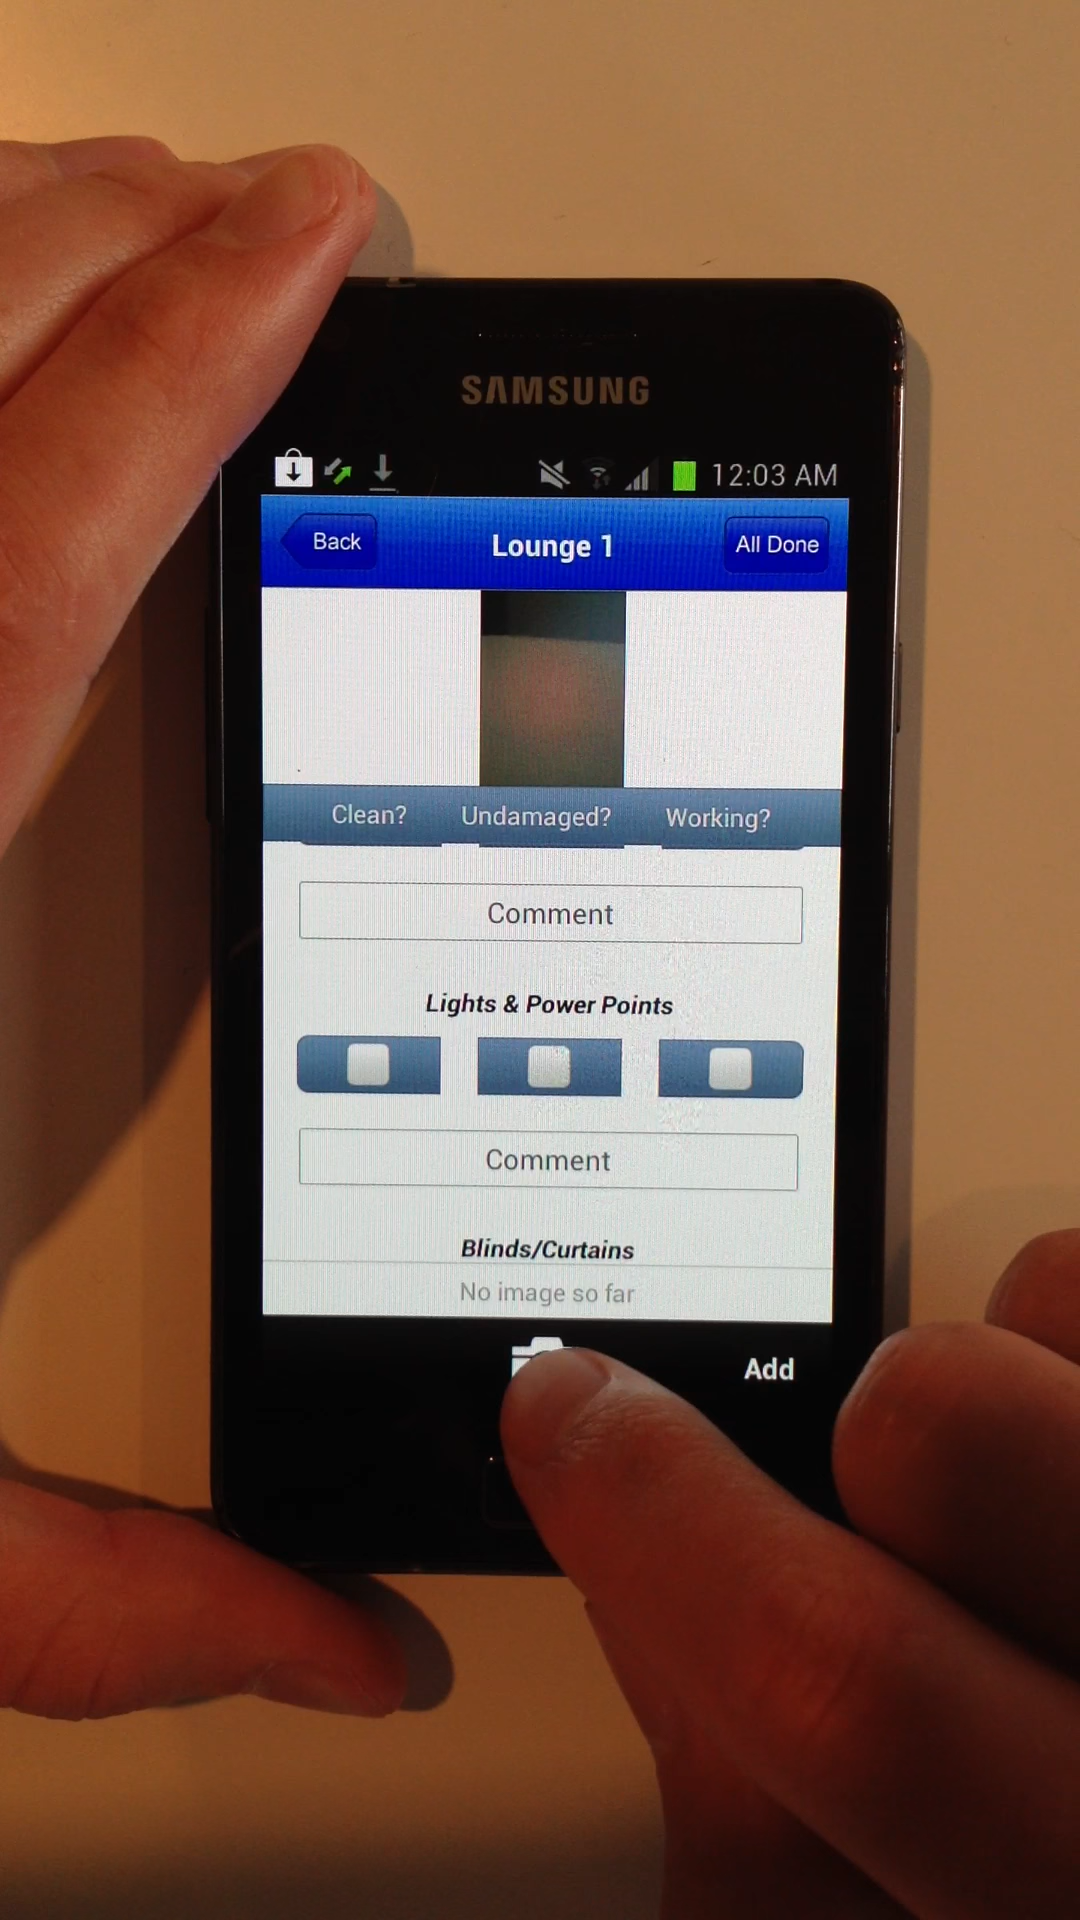 SAMSUNG
12:03 AM
Back
Lounge 1
All Done
Clean?
Undamaged?
Working?
Comment
Lights & Power Points
Comment
Blinds/Curtains
No image so far
Add